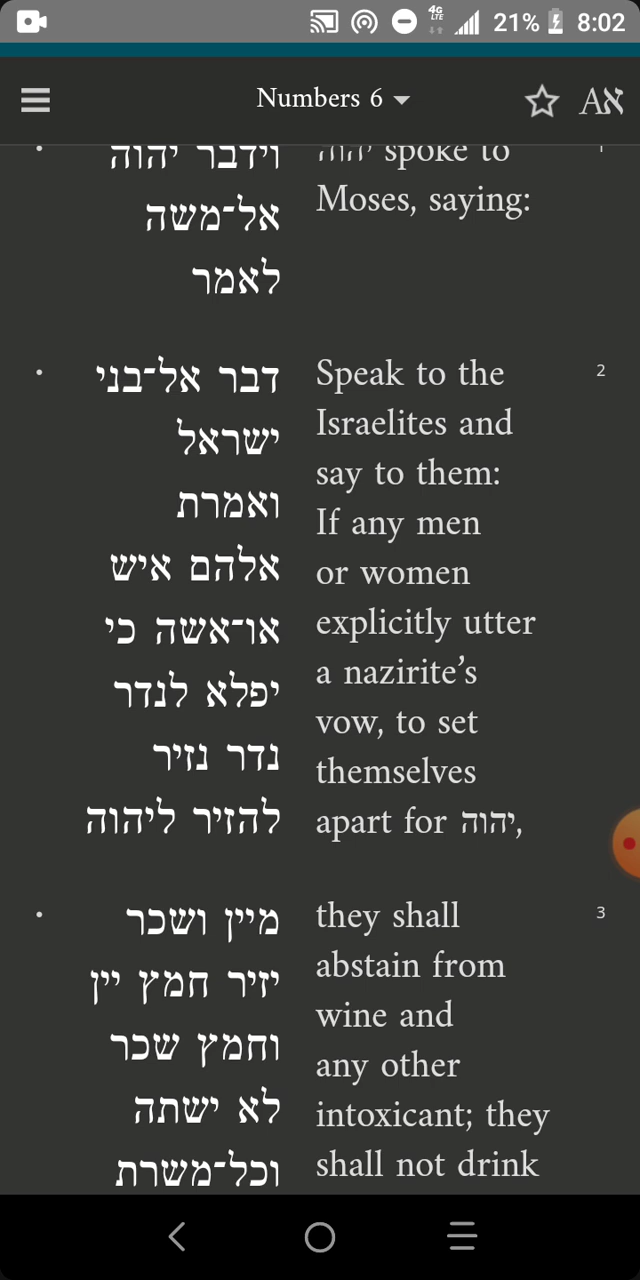 4G
LTE
21%
8:02
Numbers 6
Aא
וידבר יהוה
אל־משה
לאמר
יהוה spoke to
Moses, saying:
1
דבר אל־בני
ישראל
ואמרת
אלהם איש
או־אשה כי
יפלא לנדר
נדר נזיר
להזיר ליהוה
Speak to the
Israelites and
say to them:
If any men
or women
explicitly utter
a nazirite’s
vow, to set
themselves
apart for יהוה,
2
מיין ושכר
יזיר חמץ יין
וחמץ שכר
לא ישתה
וכל־משרת
they shall
abstain from
wine and
any other
intoxicant; they
shall not drink
3